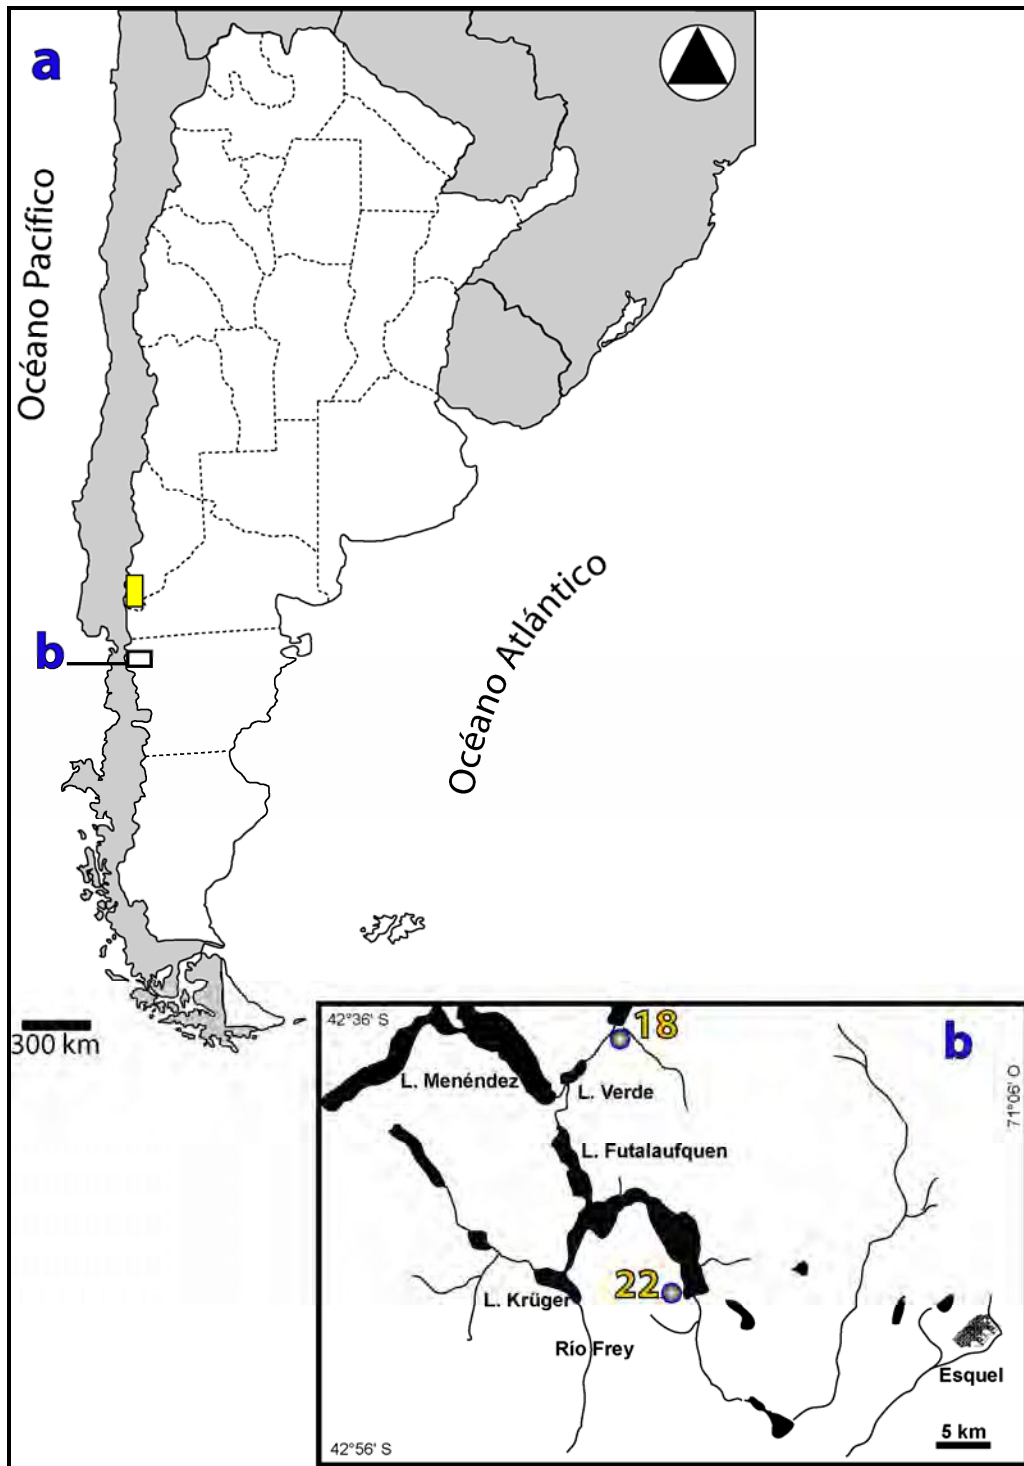 a
Océano Pacífico
b
Océano Atlántico
300 km
42°36' S
18
b
L. Menéndez
L. Verde
71°06' O
L. Futalaufquen
22
L. Krüger
Río Frey
Esquel
5 km
42°56' S